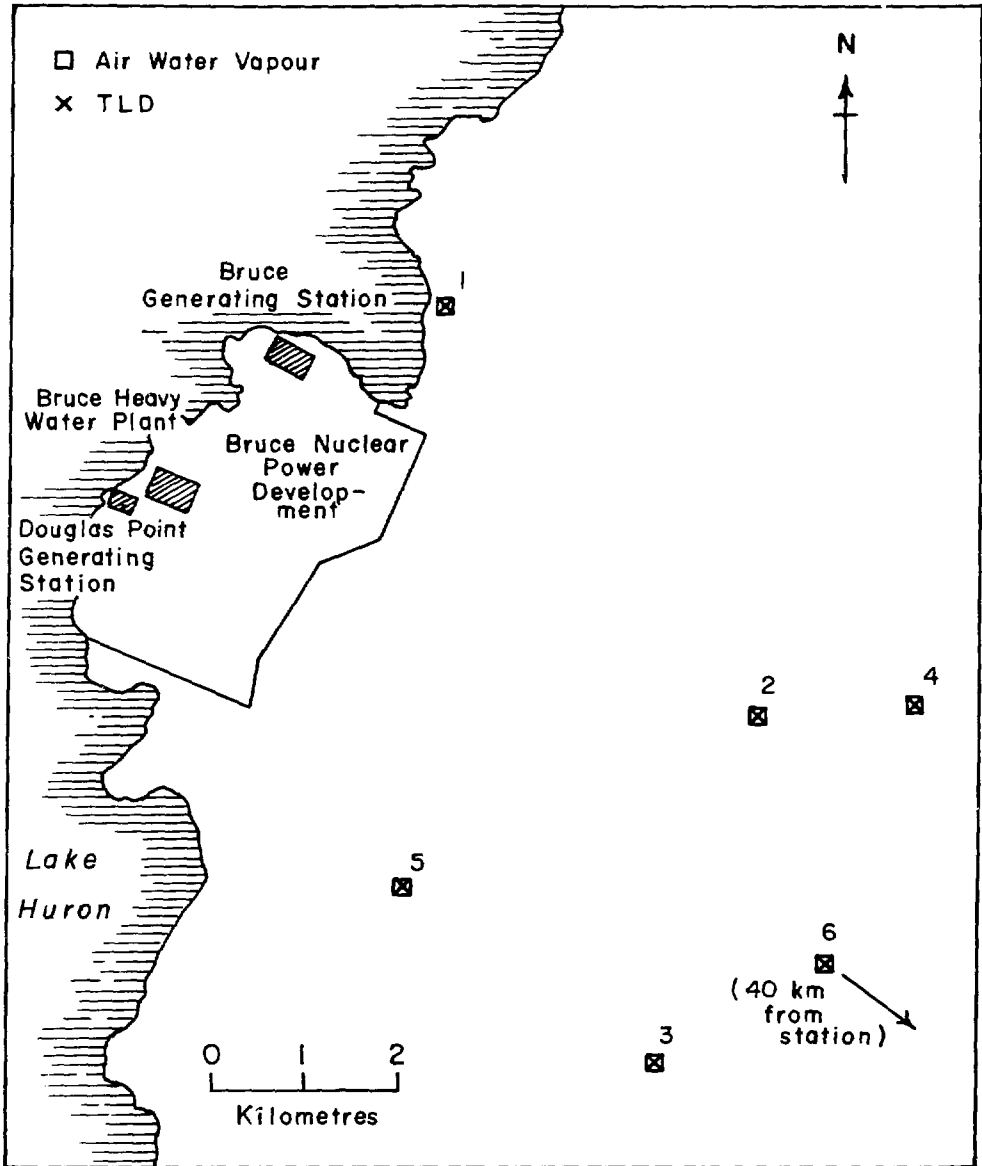 Air Water Vapour
TLD
N
1
Bruce
Generating Station
Bruce Heavy
Water Plant
Bruce Nuclear
Power
Develop-
ment
Douglas Point
Generating
Station
2
4
Lake
Huron
5
6
(40 km
from
station)
3
0 1 2
Kilometres